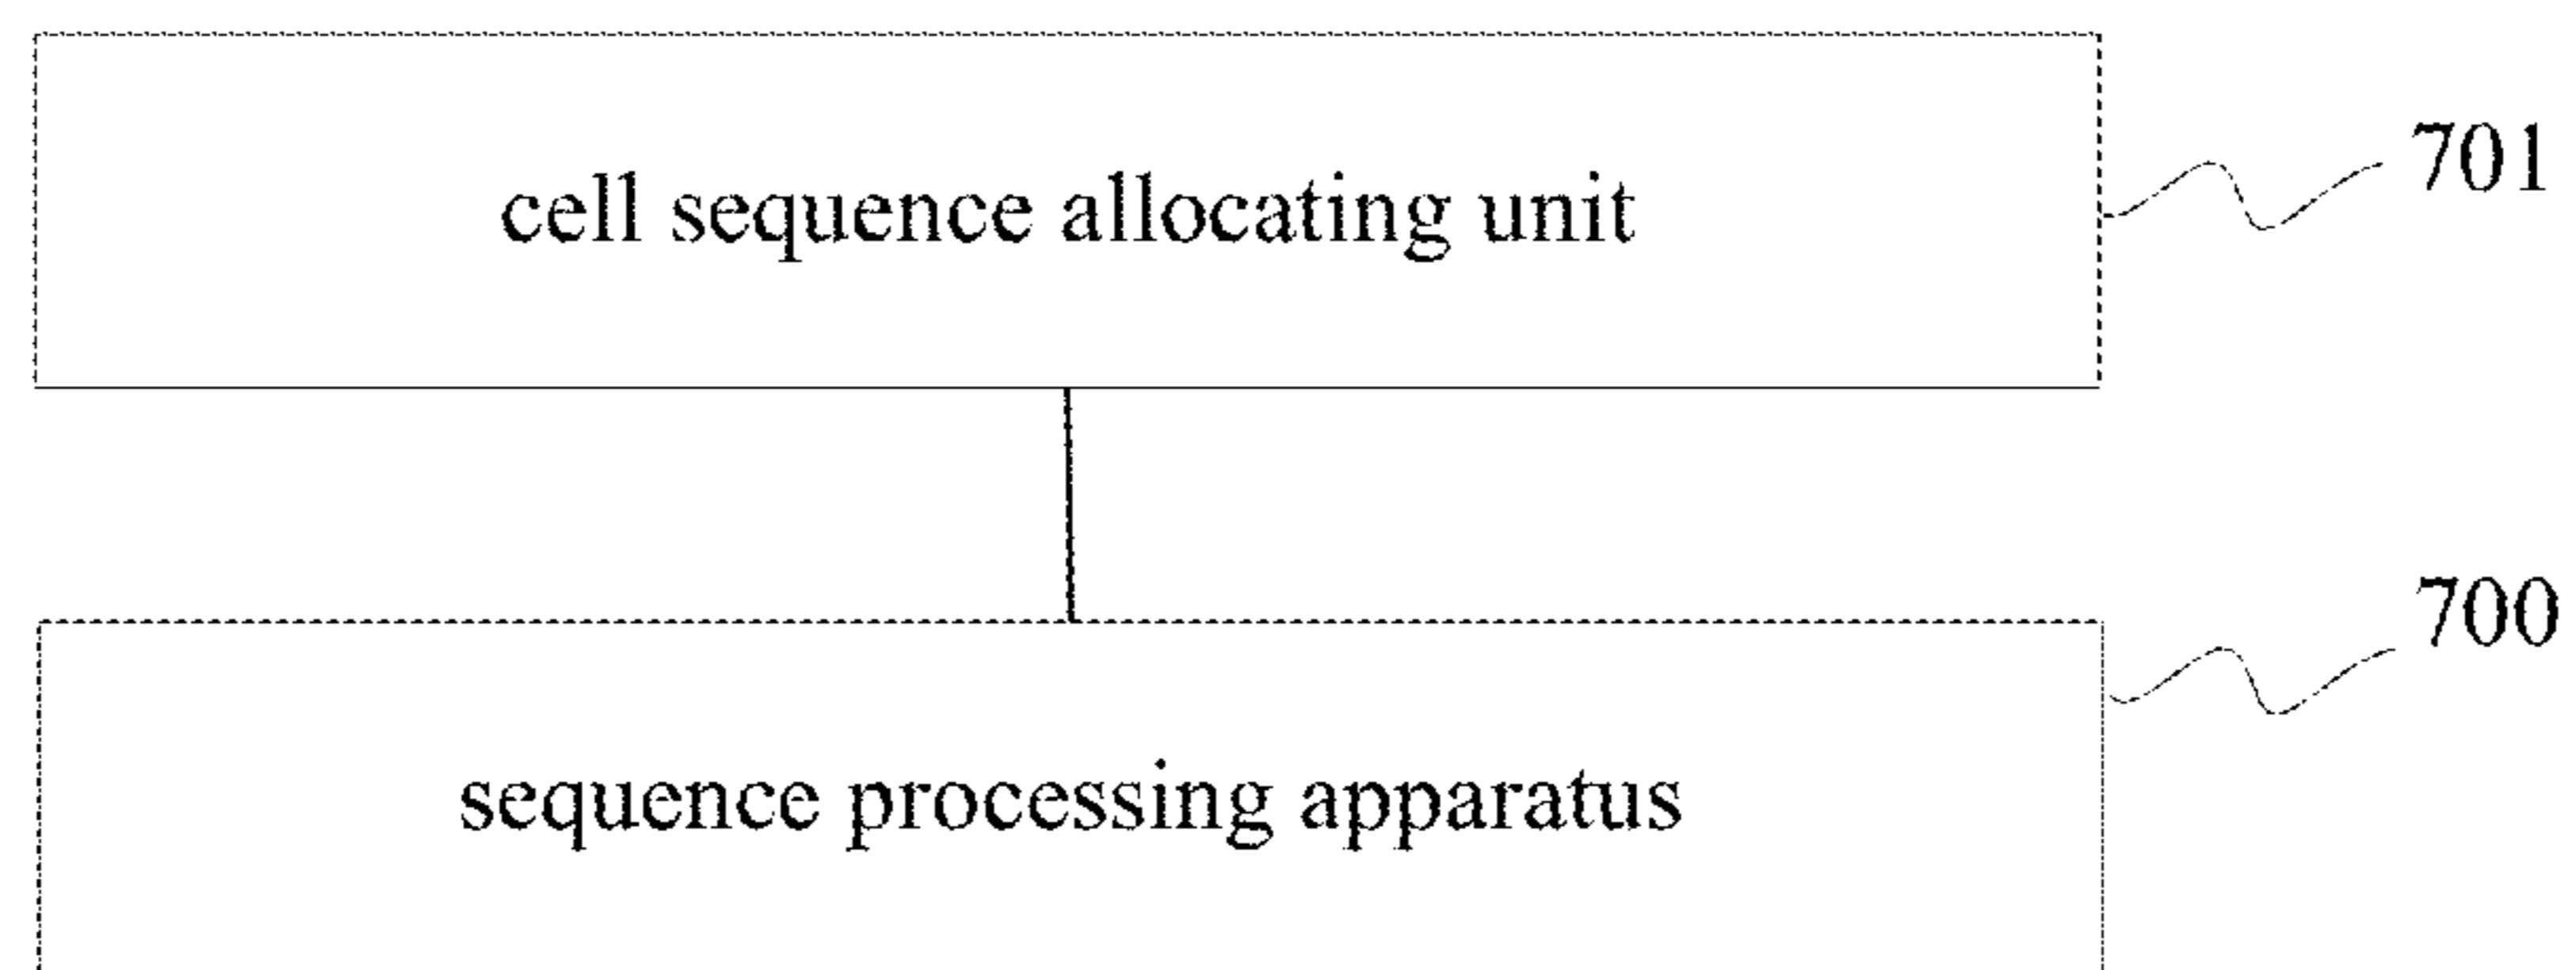 701
cell sequence allocating unit
700
sequence processing apparatus